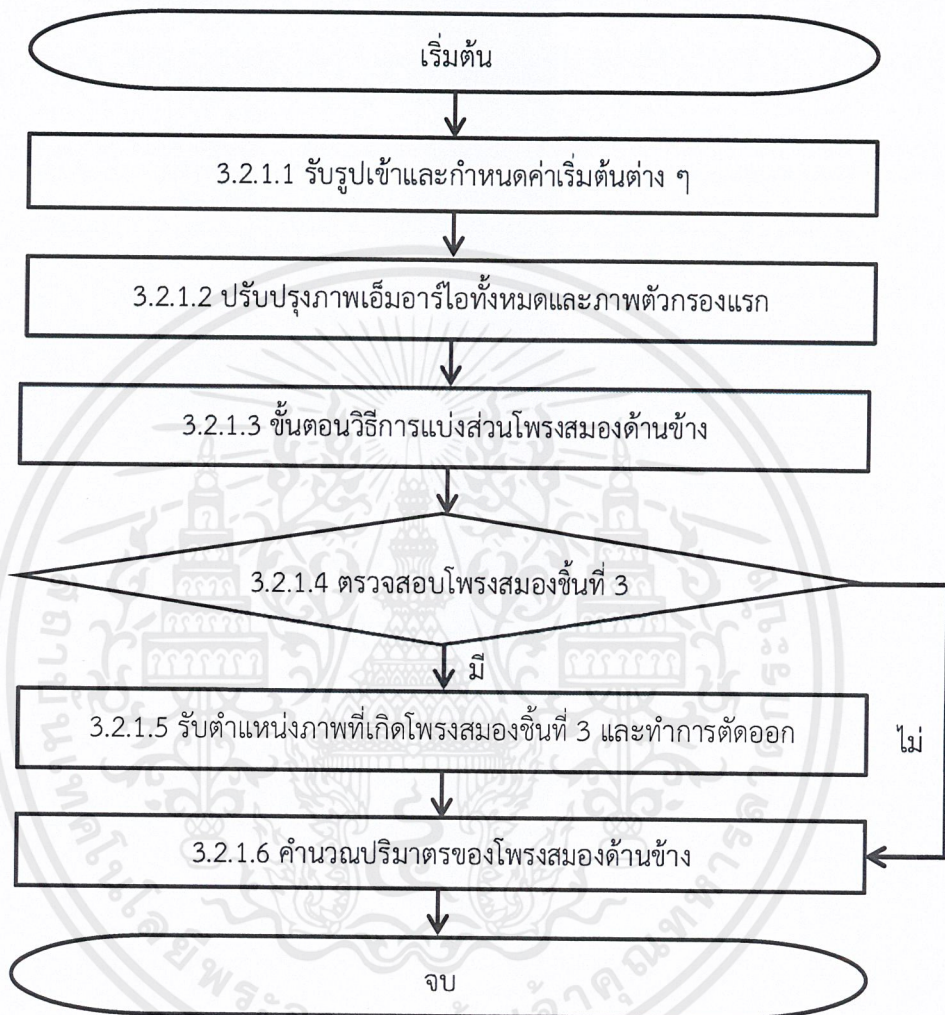 เริ่มต้น
3.2.1.1 รับรูปเข้าและกำหนดค่าเริ่มต้นต่าง ๆ
3.2.1.2 ปรับปรุงภาพเอ็มอาร์ไอทั้งหมดและภาพตัวกรองแรก
3.2.1.3 ขั้นตอนวิธีการแบ่งส่วนโพรงสมองด้านข้าง
3.2.1.4 ตรวจสอบโพรงสมองชิ้นที่ 3
มี
3.2.1.5 รับตำแหน่งภาพที่เกิดโพรงสมองชิ้นที่ 3 และทำการตัดออก
ไม่
3.2.1.6 คำนวณปริมาตรของโพรงสมองด้านข้าง
จบ